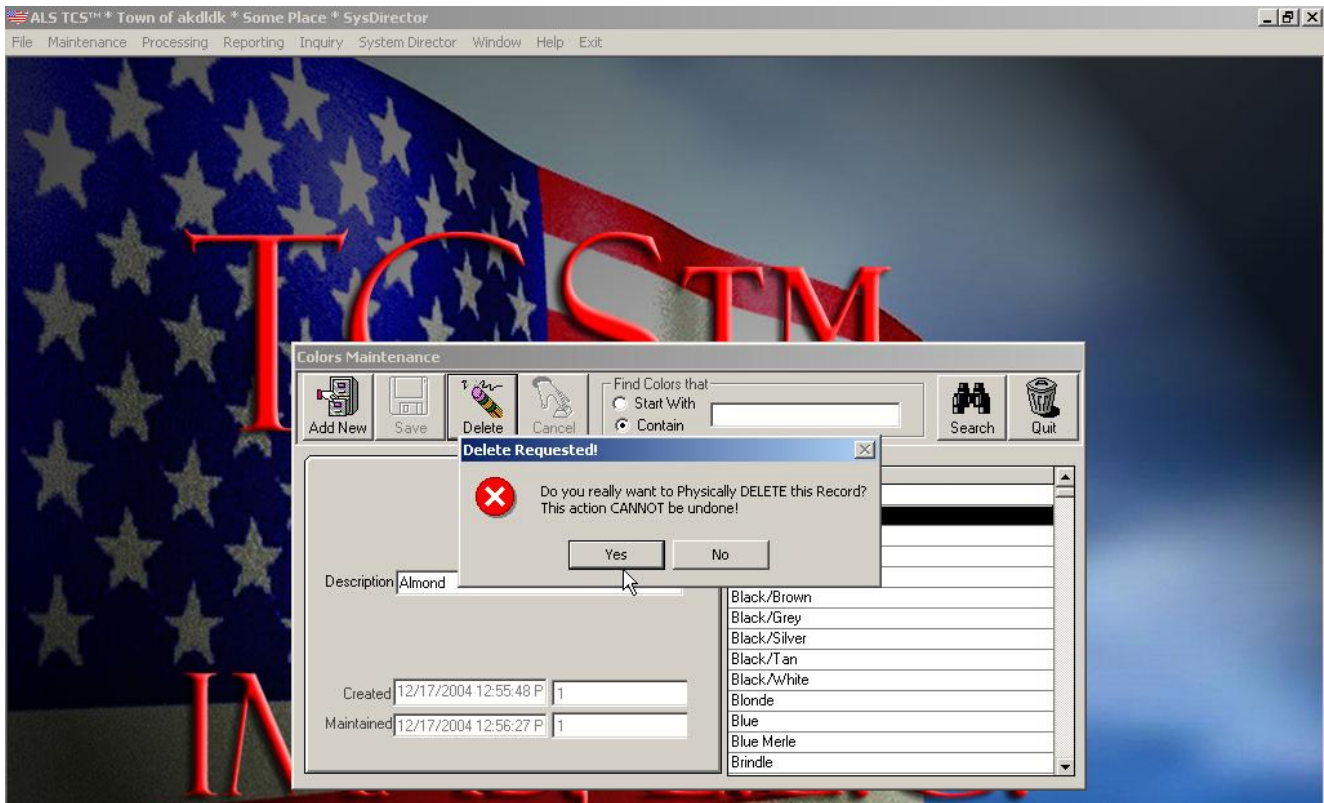 ALS TCS™ * Town of akdldk * Some Place * SysDirector
File Maintenance Processing Reporting Inquiry System Director Window Help Exit
TCSTM
Colors Maintenance
Find Colors that
Start With
Contain
Add New Save Delete Cancel Search Quit
Delete Requested!
Do you really want to Physically DELETE this Record?
This action CANNOT be undone!
Yes No
Description Almond
Black/Brown
Black/Grey
Black/Silver
Black/Tan
Black/White
Blonde
Blue
Blue Merle
Brindle
Created 12/17/2004 12:55:48 P 1
Maintained 12/17/2004 12:56:27 P 1